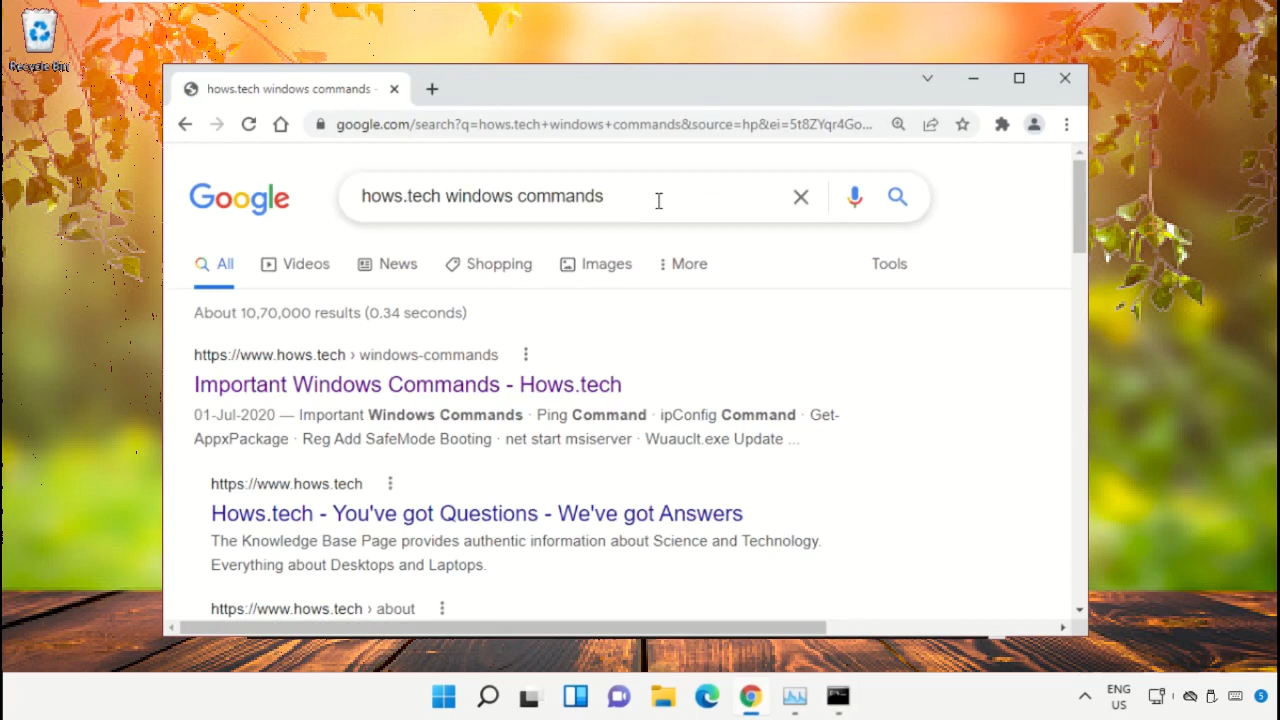 Recycle Bin
hows.tech windows commands -
google.com/search?q=hows.tech+windows+commands&source=hp&ei=5t8ZYqr4Go...
Google
hows.tech windows commands
All Videos News Shopping Images More Tools
About 10,70,000 results (0.34 seconds)
https://www.hows.tech › windows-commands
Important Windows Commands - Hows.tech
01-Jul-2020 — Important Windows Commands · Ping Command · ipConfig Command · Get-
AppxPackage · Reg Add SafeMode Booting · net start msiserver · Wuauclt.exe Update ...
https://www.hows.tech
Hows.tech - You've got Questions - We've got Answers
The Knowledge Base Page provides authentic information about Science and Technology.
Everything about Desktops and Laptops.
https://www.hows.tech › about
ENG
US
5